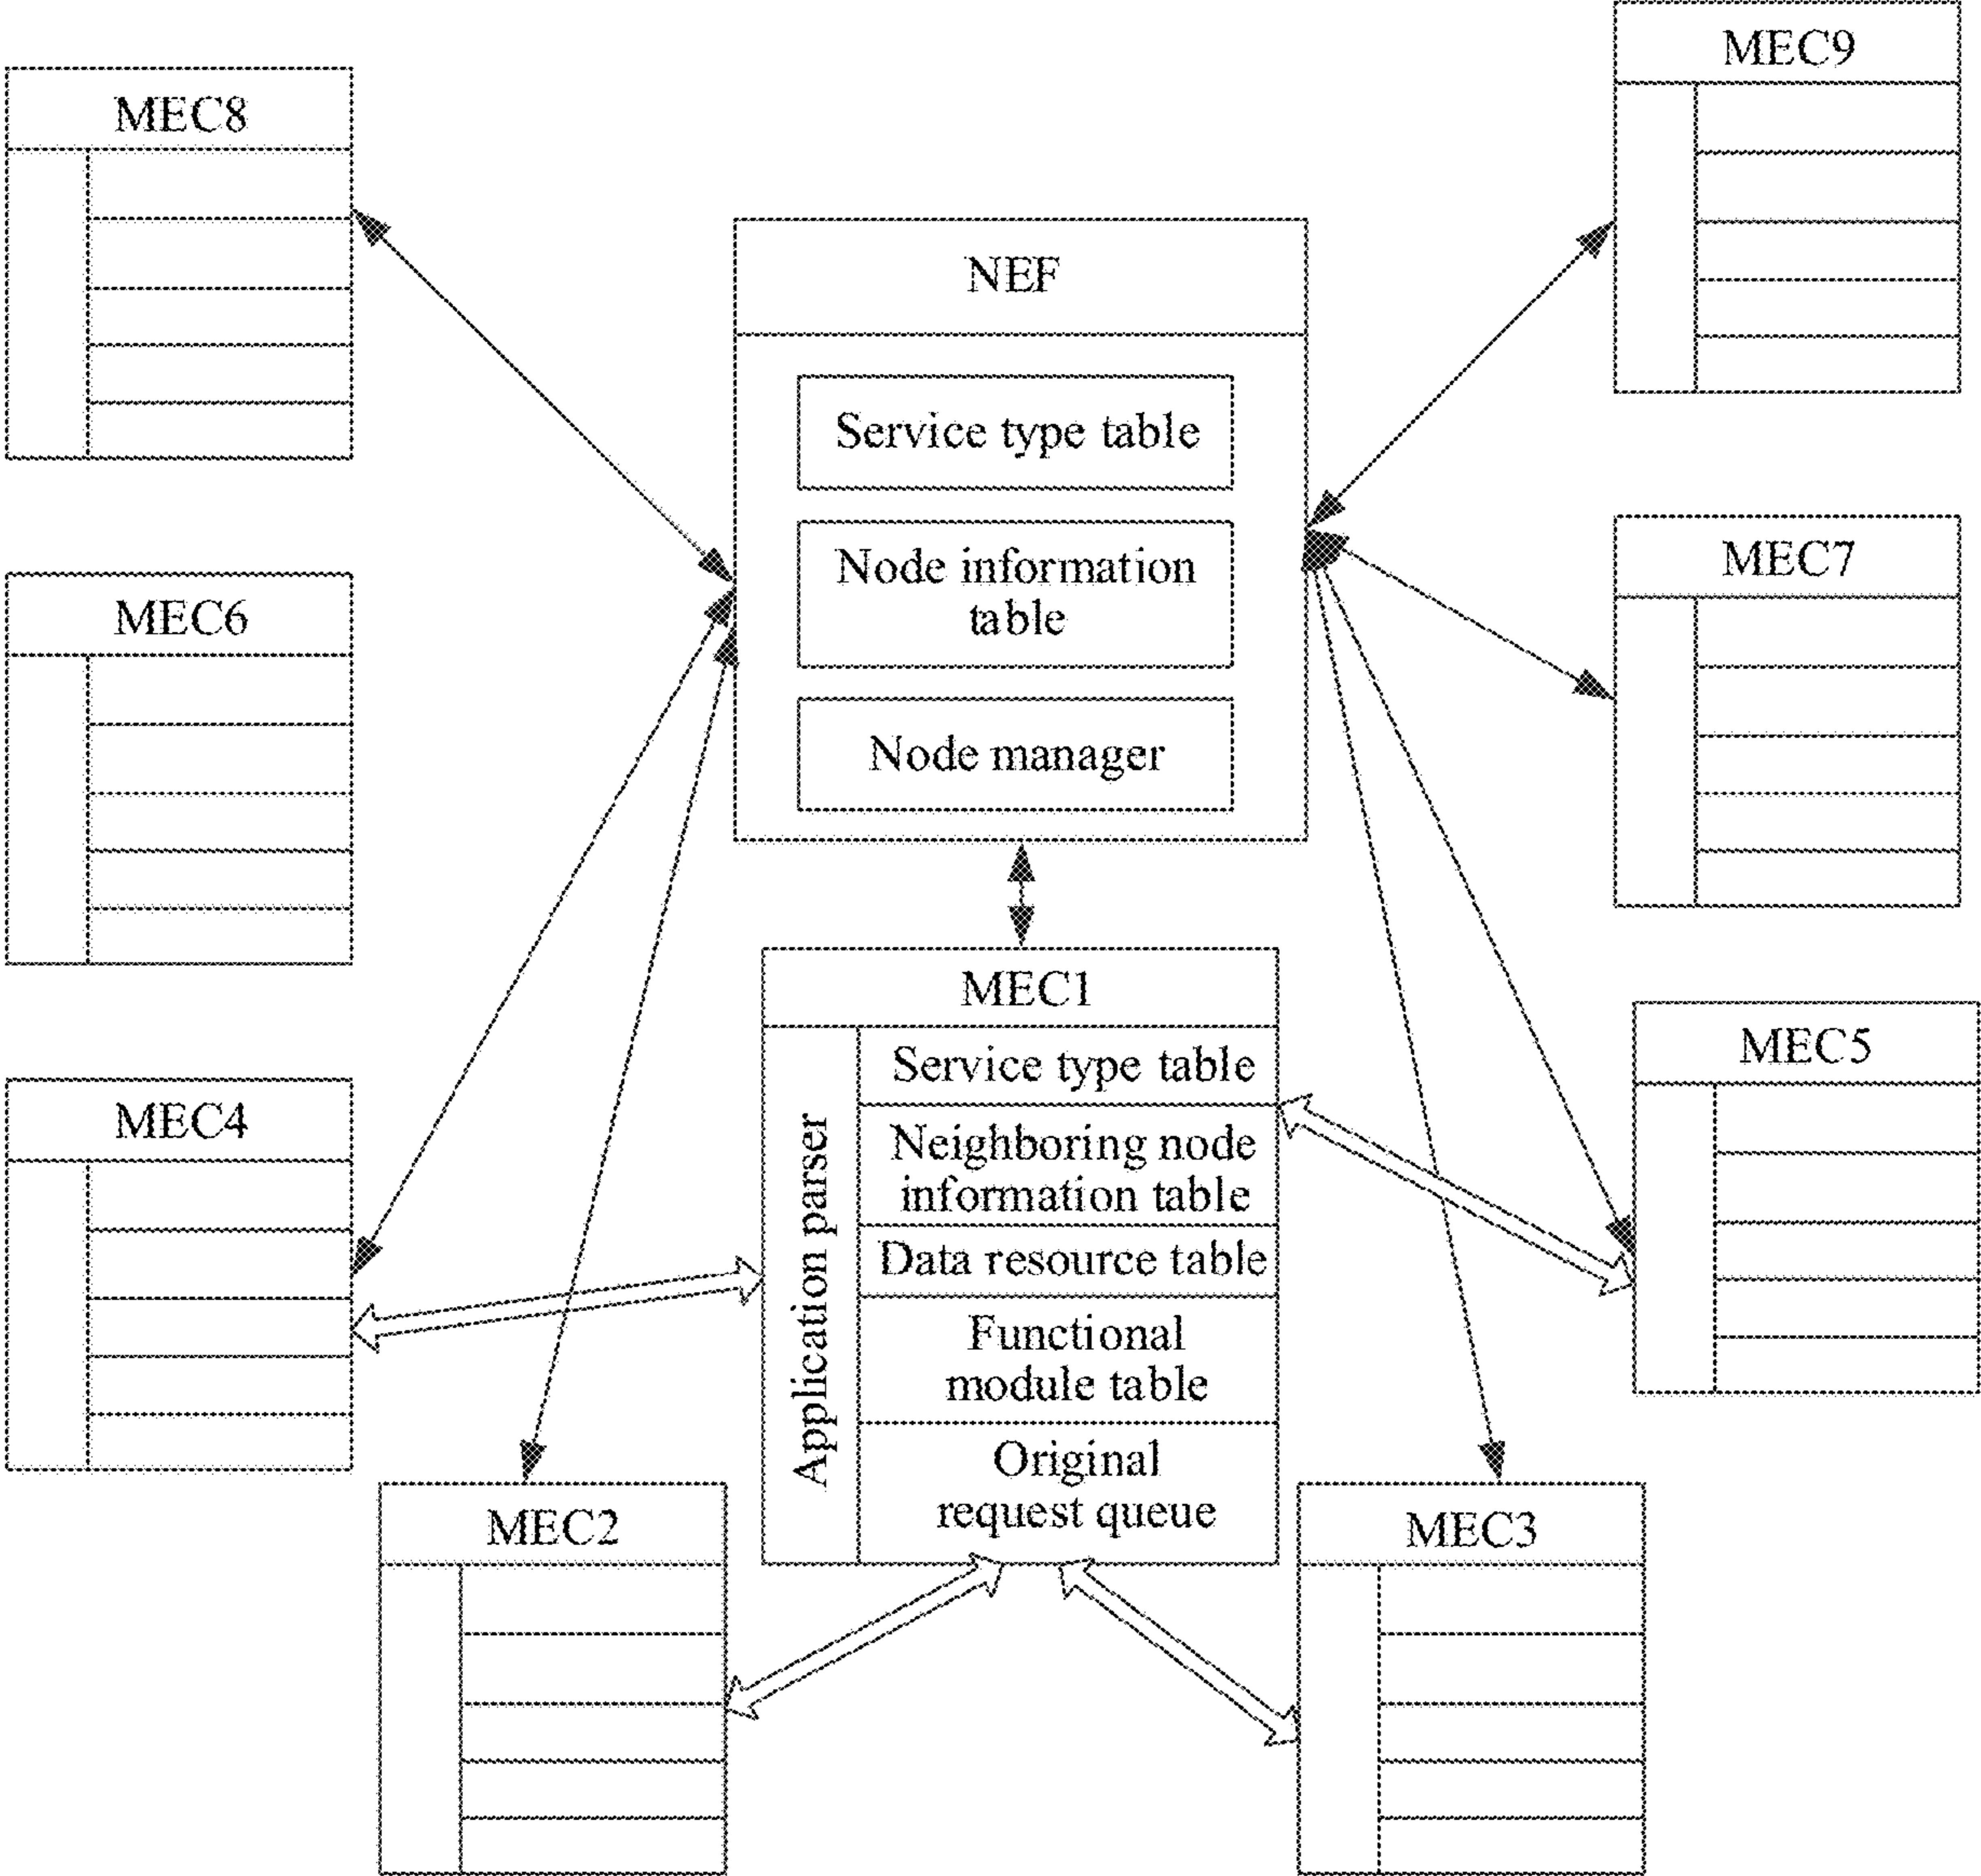 MEC9
MEC8
NEF
Service type table
Node information
table
Node manager
MEC7
MEC6
MEC1
Application parser
Service type table
Neighboring node
information table
Data resource table
Functional
module table
Original
request queue
MEC5
MEC4
MEC2
MEC3